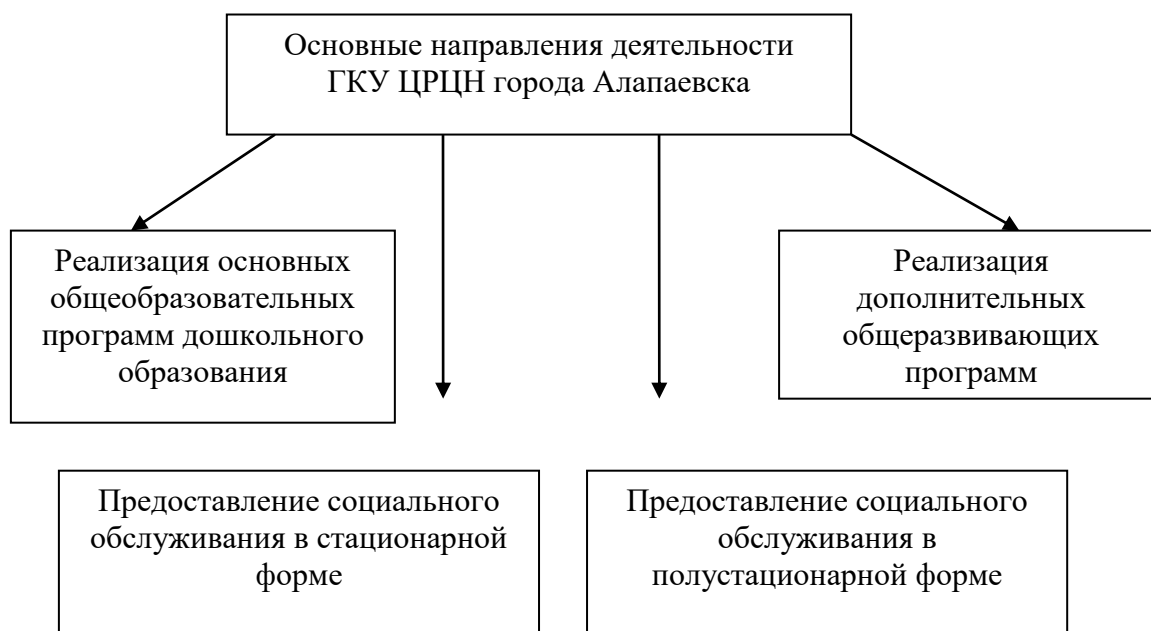 Основные направления деятельности
ГКУ ЦРЦН города Алапаевска
Реализация основных
общеобразовательных
программ дошкольного
образования
Реализация
дополнительных
общеразвивающих
программ
Предоставление социального
обслуживания в стационарной
форме
Предоставление социального
обслуживания в
полустационарной форме